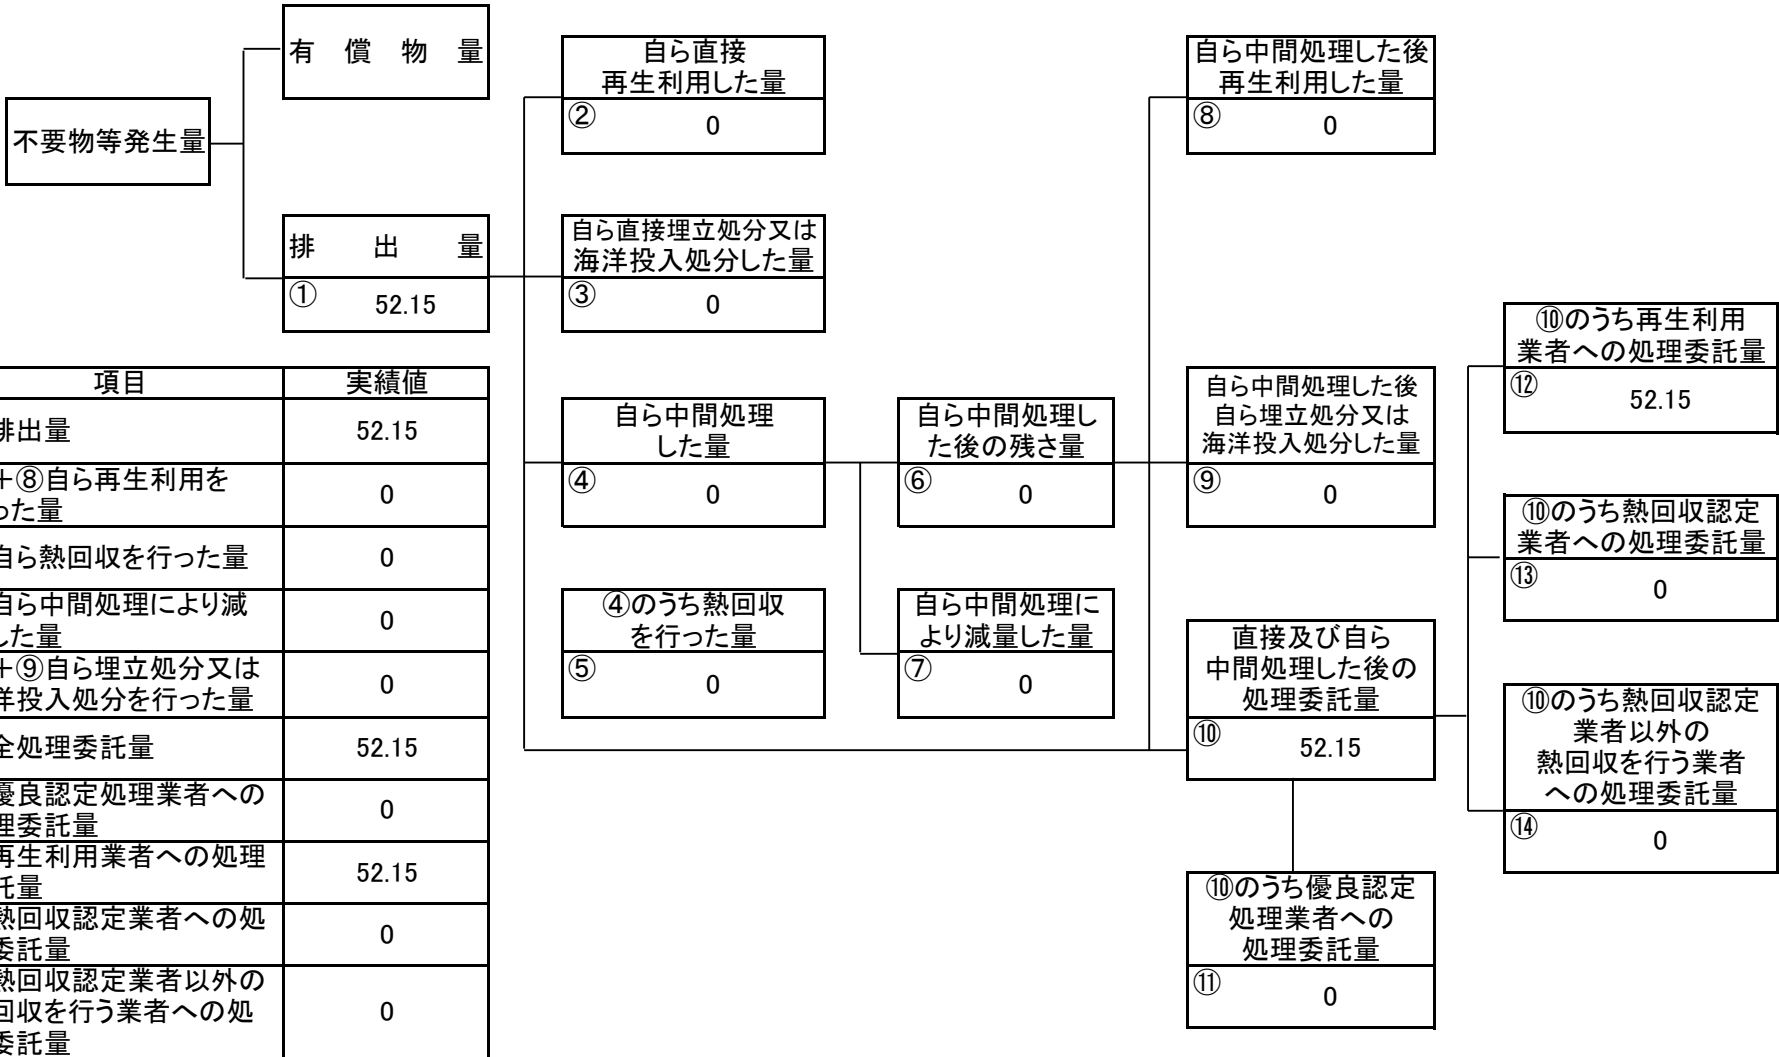 有償物量
不要物等発生量
排出量
① 52.15
自ら直接
再生利用した量
② 0
自ら直接埋立処分又は
海洋投入処分した量
③ 0
自ら中間処理
した量
④ 0
④のうち熱回収
を行った量
⑤ 0
自ら中間処理し
た後の残さ量
⑥ 0
自ら中間処理に
より減量した量
⑦ 0
自ら中間処理した後
再生利用した量
⑧ 0
自ら中間処理した後
自ら埋立処分又は
海洋投入処分した量
⑨ 0
直接及び自ら
中間処理した後の
処理委託量
⑩ 52.15
⑩のうち優良認定
処理業者への
処理委託量
⑪ 0
⑩のうち再生利用
業者への処理委託量
⑫ 52.15
⑩のうち熱回収認定
業者への処理委託量
⑬ 0
⑩のうち熱回収認定
業者以外の
熱回収を行う業者
への処理委託量
⑭ 0
項目 実績値
排出量 52.15
+⑧自ら再生利用を
った量 0
自ら熱回収を行った量 0
自ら中間処理により減
した量 0
+⑨自ら埋立処分又は
洋投入処分を行った量 0
全処理委託量 52.15
優良認定処理業者への
理委託量 0
再生利用業者への処理
託量 52.15
熱回収認定業者への処
委託量 0
熱回収認定業者以外の
回収を行う業者への処
委託量 0